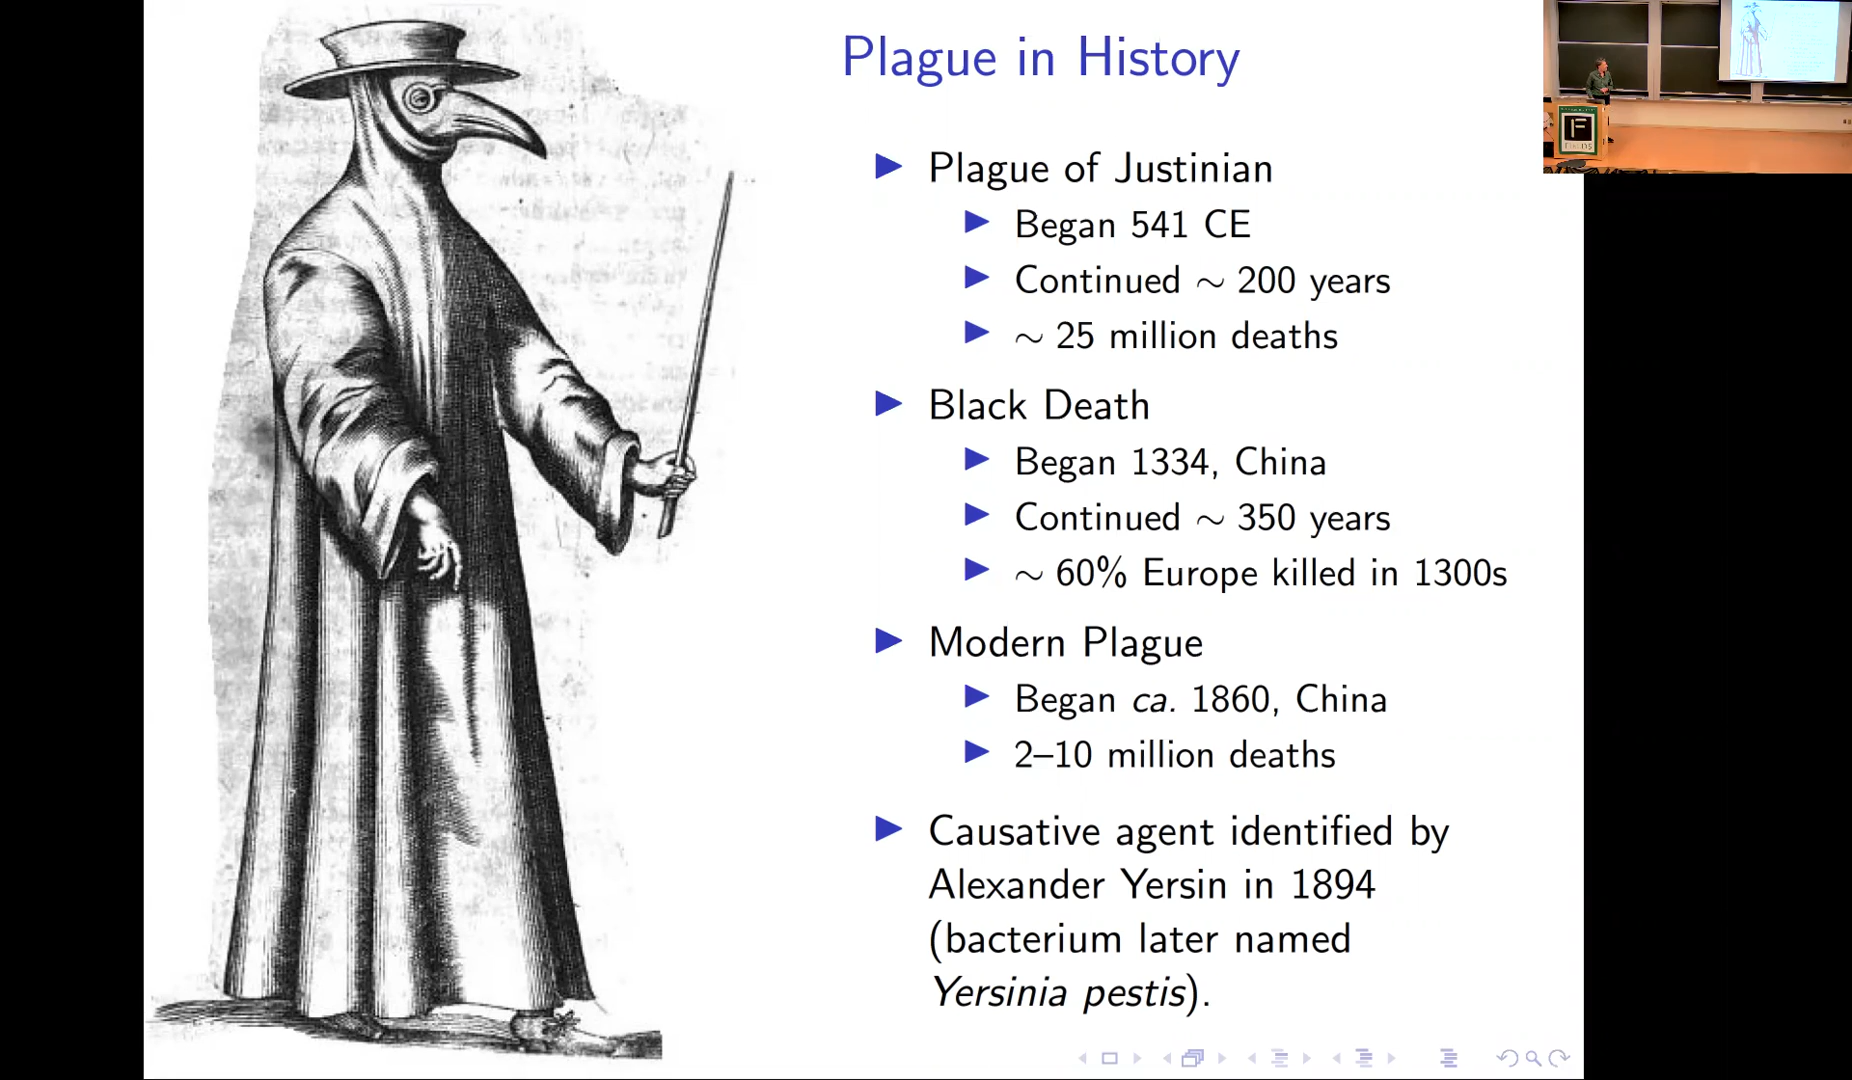 Plague in History
Plague of Justinian
Began 541 CE
Continued ∼ 200 years
∼ 25 million deaths
Black Death
Began 1334, China
Continued ∼ 350 years
∼ 60% Europe killed in 1300s
Modern Plague
Began ca. 1860, China
2–10 million deaths
Causative agent identified by
Alexander Yersin in 1894
(bacterium later named
Yersinia pestis).
F
FIELDS